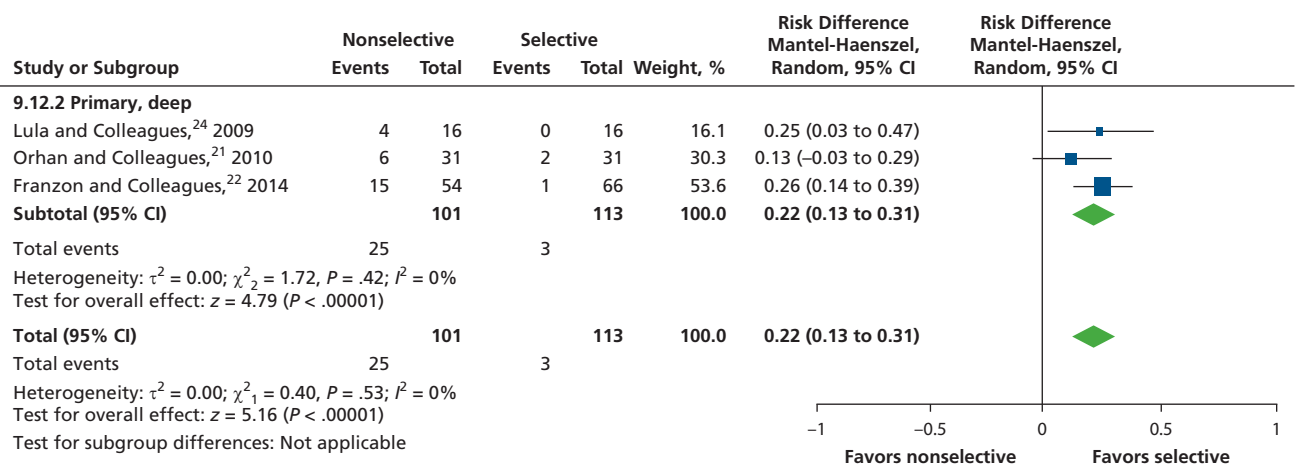 Nonselective Selective Risk Difference Mantel-Haenszel, Random, 95% CI Risk Difference Mantel-Haenszel, Random, 95% CI
Study or Subgroup Events Total Events Total Weight, %
9.12.2 Primary, deep
Lula and Colleagues,24 2009 4 16 0 16 16.1 0.25 (0.03 to 0.47)
Orhan and Colleagues,21 2010 6 31 2 31 30.3 0.13 (–0.03 to 0.29)
Franzon and Colleagues,22 2014 15 54 1 66 53.6 0.26 (0.14 to 0.39)
Subtotal (95% CI) 101 113 100.0 0.22 (0.13 to 0.31)
Total events 25 3
Heterogeneity: τ2 = 0.00; χ2 2 = 1.72, P = .42; I2 = 0%
Test for overall effect: z = 4.79 (P < .00001)
Total (95% CI) 101 113 100.0 0.22 (0.13 to 0.31)
Total events 25 3
Heterogeneity: τ2 = 0.00; χ2 1 = 0.40, P = .53; I2 = 0%
Test for overall effect: z = 5.16 (P < .00001)
Test for subgroup differences: Not applicable
–1 –0.5 0 0.5 1
Favors nonselective Favors selective